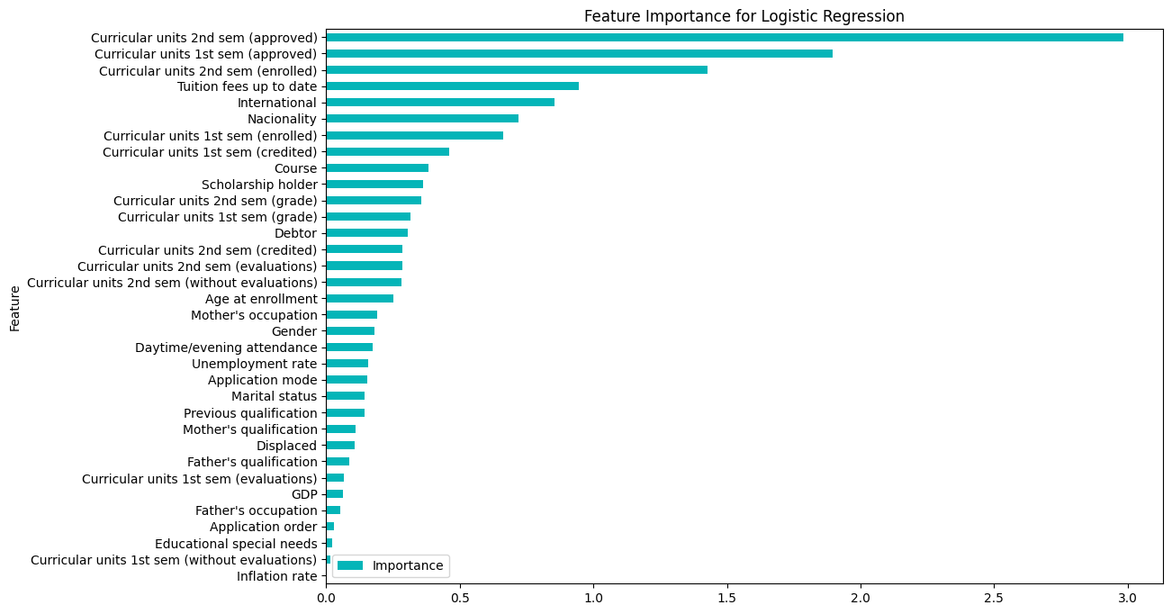 Feature Importance for Logistic Regression
Curricular units 2nd sem (approved)
Curricular units 1st sem (approved)
Curricular units 2nd sem (enrolled)
Tuition fees up to date
International
Nacionality
Curricular units 1st sem (enrolled)
Curricular units 1st sem (credited)
Course
Scholarship holder
Curricular units 2nd sem (grade)
Curricular units 1st sem (grade)
Debtor
Curricular units 2nd sem (credited)
Curricular units 2nd sem (evaluations)
Curricular units 2nd sem (without evaluations)
Age at enrollment
Mother's occupation
Gender
Daytime/evening attendance
Unemployment rate
Application mode
Marital status
Previous qualification
Mother's qualification
Displaced
Father's qualification
Curricular units 1st sem (evaluations)
GDP
Father's occupation
Application order
Educational special needs
Curricular units 1st sem (without evaluations)
Inflation rate
Feature
Importance
0.0 0.5 1.0 1.5 2.0 2.5 3.0